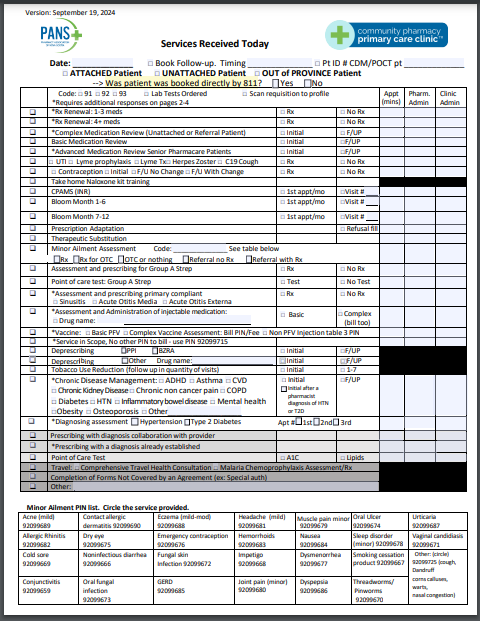 Version: September 19, 2024
PANS
community pharmacy
primary care clinic™
Services Received Today
Date: ____________ □ Book Follow-up. Timing ____________ □ Pt ID # CDM/POCT pt ____________
□ ATTACHED Patient □ UNATTACHED Patient □ OUT of PROVINCE Patient
--> Was patient was booked directly by 811? □ Yes □ No
Code: □ 91 □ 92 □ 93 □ Lab Tests Ordered □ Scan requisition to profile
*Requires additional responses on pages 2-4
Appt (mins) Pharm. Admin Clinic Admin
□ *Rx Renewal: 1-3 meds □ Rx □ No Rx
□ *Rx Renewal: 4+ meds □ Rx □ No Rx
□ *Complex Medication Review (Unattached or Referral Patient) □ Initial □ F/UP
□ Basic Medication Review □ F/UP
□ *Advanced Medication Review Senior Pharmacare Patients □ Initial □ F/UP
□ □ UTI □ Lyme prophylaxis □ Lyme Tx □ Herpes Zoster □ C19 Cough □ Rx □ No Rx
□ □ Contraception □ Initial □ F/U No Change □ F/U With Change □ Rx □ No Rx
□ Take home Naloxone kit training
□ CPAMS (INR) □ 1st appt/mo □ Visit # ___
□ Bloom Month 1-6 □ 1st appt/mo □ Visit # ___
□ Bloom Month 7-12 □ 1st appt/mo □ Visit # ___
□ Prescription Adaptation □ Refusal fill
□ Therapeutic Substitution
□ Minor Ailment Assessment Code: ____________ See table below
□ Rx □ Rx for OTC □ OTC or nothing □ Referral no Rx □ Referral with Rx
□ Assessment and prescribing for Group A Strep □ Rx □ No Rx
□ Point of care test: Group A Strep □ Test □ No Test
□ *Assessment and prescribing primary compliant □ Rx □ No Rx
□ Sinusitis □ Acute Otitis Media □ Acute Otitis Externa
□ *Assessment and Administration of injectable medication: □ Basic □ Complex (bill too)
□ Drug name:
□ *Vaccine: □ Basic PFV □ Complex Vaccine Assessment: Bill PIN/Fee □ Non PFV Injection table 3 PIN
□ *Service in Scope, No other PIN to bill - use PIN 92099715
□ Deprescribing □ PPI □ BZRA □ Initial □ F/UP
□ Deprescribing □ Other Drug name: □ Initial □ F/UP
□ Tobacco Use Reduction (follow up in quantity of visits) □ Initial □ 1-7
□ *Chronic Disease Management: □ ADHD □ Asthma □ CVD □ Initial □ F/UP
□ Chronic Kidney Disease □ Chronic non cancer pain □ COPD □ Initial after a pharmacist diagnosis of HTN or T2D
□ Diabetes □ HTN □ Inflammatory bowel disease □ Mental health
□ Obesity □ Osteoporosis □ Other
□ *Diagnosing assessment □ Hypertension □ Type 2 Diabetes Appt # □ 1st □ 2nd □ 3rd
□ Prescribing with diagnosis collaboration with provider
□ *Prescribing with a diagnosis already established
□ Point of Care Test □ A1C □ Lipids
□ Travel: □ Comprehensive Travel Health Consultation □ Malaria Chemoprophylaxis Assessment/Rx
□ Completion of Forms Not Covered by an Agreement (ex: Special auth)
□ Other:
Minor Ailment PIN list. Circle the service provided.
Acne (mild) 92099689 Contact allergic dermatitis 92099690 Eczema (mild-mod) 92099688 Headache (mild) 92099681 Muscle pain minor 92099679 Oral Ulcer 92099674 Urticaria 92099687
Allergic Rhinitis 92099682 Dry eye 92099675 Emergency contraception 92099676 Hemorrhoids 92099683 Nausea 92099684 Sleep disorder (minor) 92099678 Vaginal candidiasis 92099671
Cold sore 92099669 Noninfectious diarrhea 92099666 Fungal skin Infection 92099672 Impetigo 92099668 Dysmenorrhea 92099677 Smoking cessation product 92099667 Other: (circle) 92099725 (cough, Dandruff corns calluses, warts, nasal congestion)
Conjunctivitis 92099659 Oral fungal infection 92099673 GERD 92099685 Joint pain (minor) 92099680 Dyspepsia 92099686 Threadworms/ Pinworms 92099670